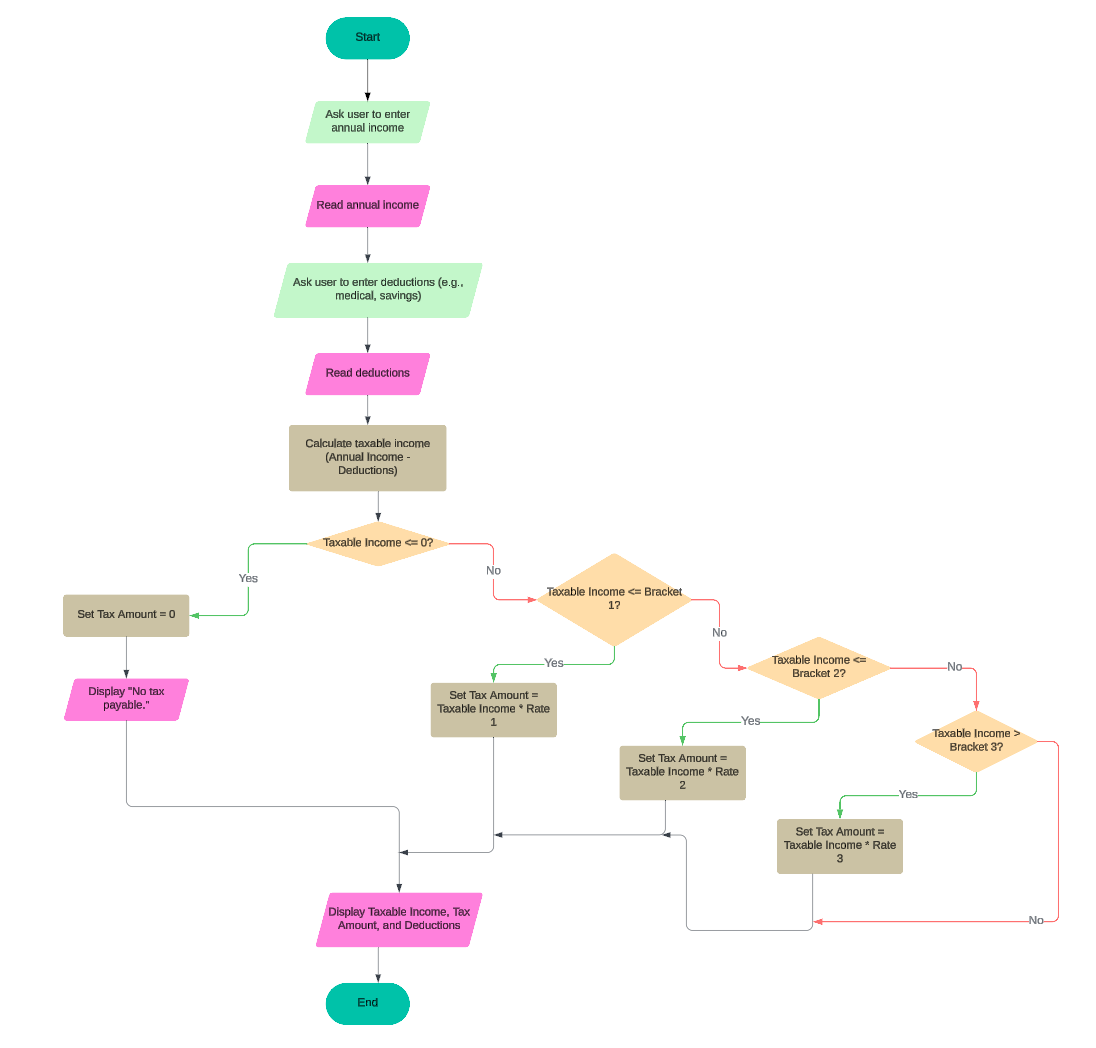 Start
Ask user to enter
annual income
Read annual income
Ask user to enter deductions (e.g.,
medical, savings)
Read deductions
Calculate taxable income
(Annual Income -
Deductions)
Taxable Income <= 0?
Yes
No
Set Tax Amount = 0
Display "No tax
payable."
Taxable Income <= Bracket
1?
Yes
No
Set Tax Amount =
Taxable Income * Rate
1
Taxable Income <=
Bracket 2?
Yes
No
Set Tax Amount =
Taxable Income * Rate
2
Taxable Income >
Bracket 3?
Yes
No
Set Tax Amount =
Taxable Income * Rate
3
Display Taxable Income, Tax
Amount, and Deductions
End